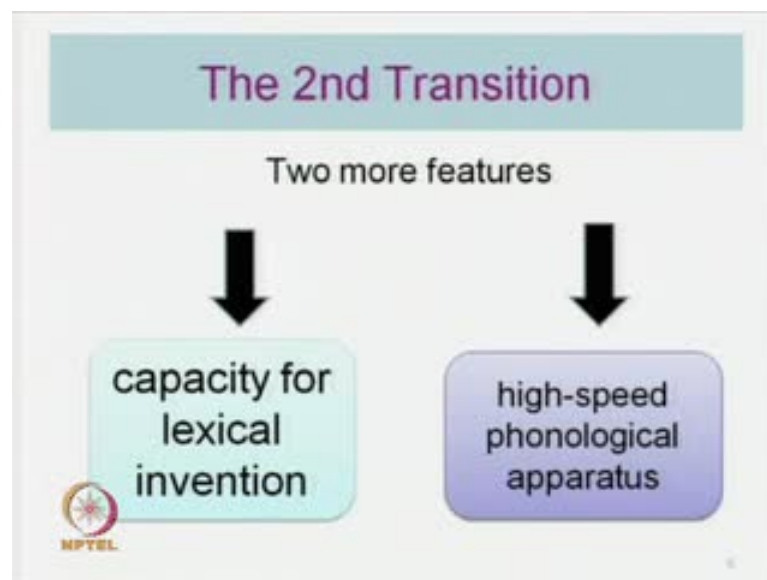 The 2nd Transition
Two more features
capacity for
lexical
invention
high-speed
phonological
apparatus
NPTEL